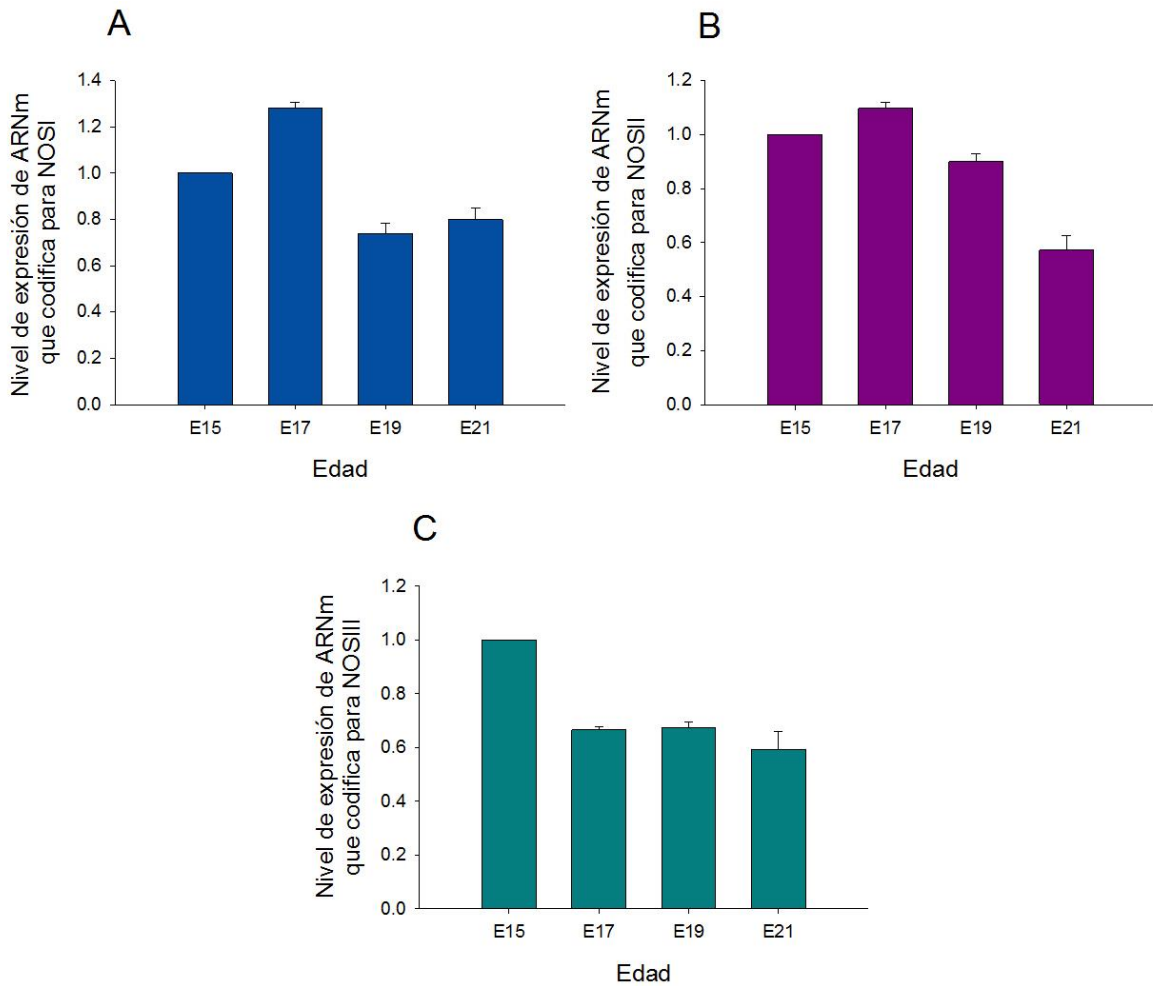 A
Nivel de expresión de ARNm
que codifica para NOSI
1.4
1.2
1.0
0.8
0.6
0.4
0.2
0.0
E15 E17 E19 E21
Edad
B
Nivel de expresión de ARNm
que codifica para NOSII
1.2
1.0
0.8
0.6
0.4
0.2
0.0
E15 E17 E19 E21
Edad
C
Nivel de expresión de ARNm
que codifica para NOSIII
1.2
1.0
0.8
0.6
0.4
0.2
0.0
E15 E17 E19 E21
Edad